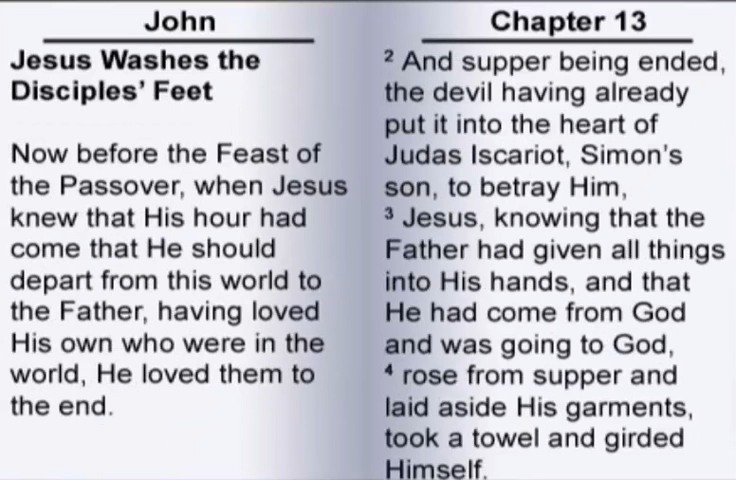 John
Jesus Washes the
Disciples' Feet
Now before the Feast of
the Passover, when Jesus
knew that His hour had
come that He should
depart from this world to
the Father, having loved
His own who were in the
world, He loved them to
the end.
Chapter 13
² And supper being ended,
the devil having already
put it into the heart of
Judas Iscariot, Simon's
son, to betray Him,
³ Jesus, knowing that the
Father had given all things
into His hands, and that
He had come from God
and was going to God,
⁴ rose from supper and
laid aside His garments,
took a towel and girded
Himself.